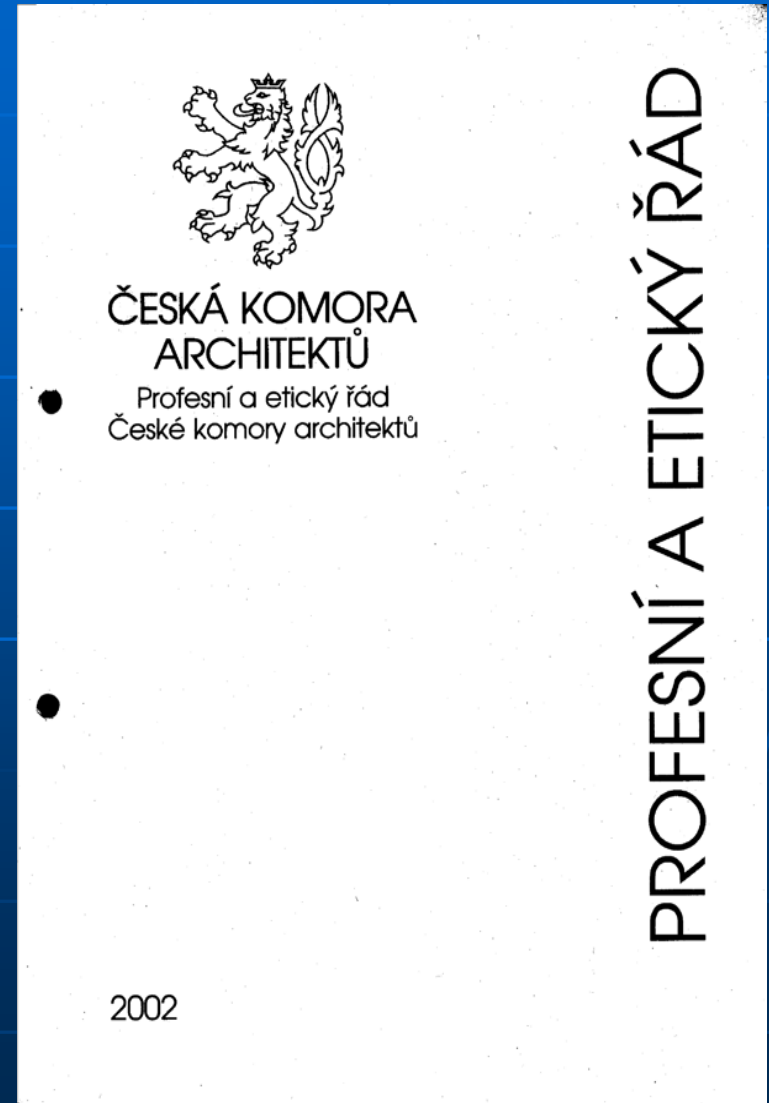 ČESKÁ KOMORA
ARCHITEKTŮ
Profesní a etický řád
České komory architektů
PROFESNÍ A ETICKÝ ŘÁD
2002